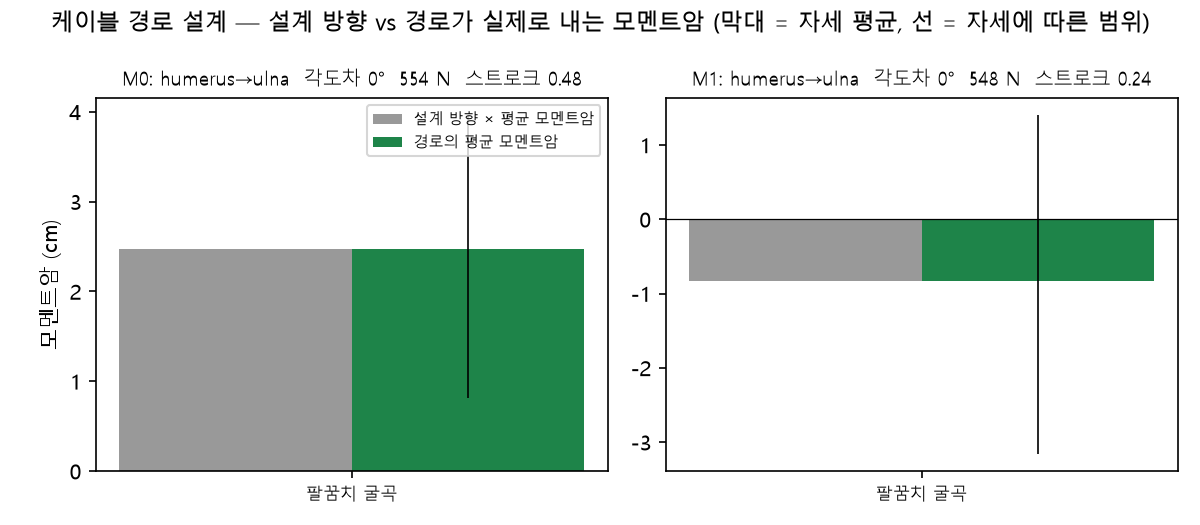 케이블 경로 설계 — 설계 방향 vs 경로가 실제로 내는 모멘트암 (막대 = 자세 평균, 선 = 자세에 따른 범위)
M0: humerus→ulna 각도차 0° 554 N 스트로크 0.48
설계 방향 × 평균 모멘트암
경로의 평균 모멘트암
모멘트암 (cm)
4
3
2
1
0
팔꿈치 굴곡
M1: humerus→ulna 각도차 0° 548 N 스트로크 0.24
1
0
-1
-2
-3
팔꿈치 굴곡